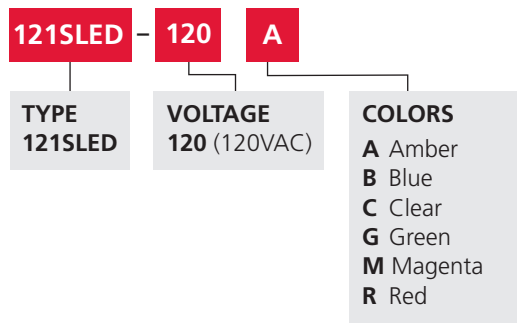 121SLED – 120 A
TYPE
121SLED
VOLTAGE
120 (120VAC)
COLORS
A Amber
B Blue
C Clear
G Green
M Magenta
R Red